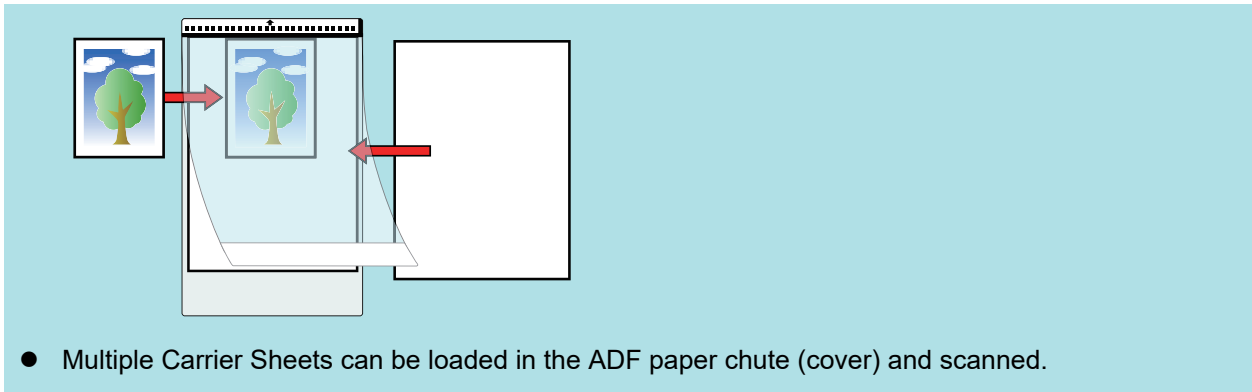 ● Multiple Carrier Sheets can be loaded in the ADF paper chute (cover) and scanned.